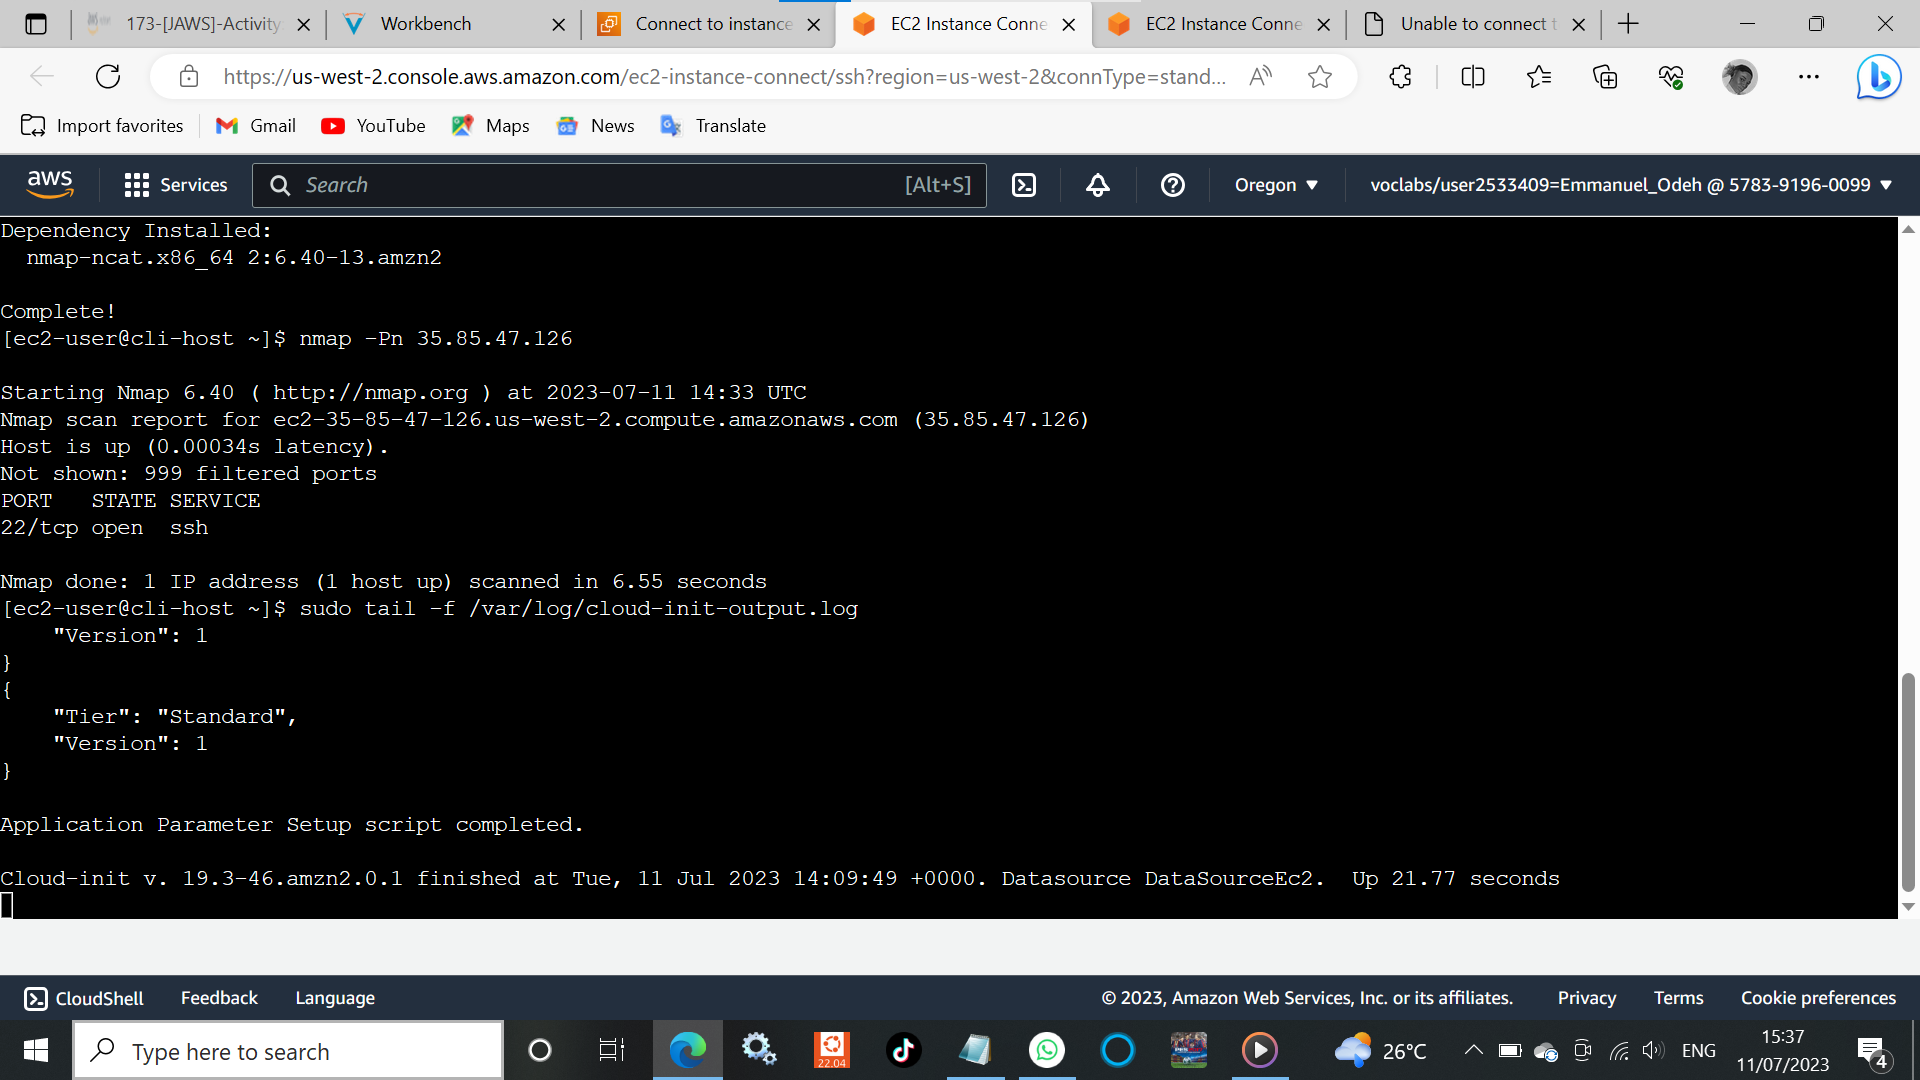 173-[JAWS]-Activity
Workbench
Connect to instance
EC2 Instance Conne
EC2 Instance Conne
Unable to connect t
https://us-west-2.console.aws.amazon.com/ec2-instance-connect/ssh?region=us-west-2&connType=stand...
Import favorites
Gmail
YouTube
Maps
News
Translate
aws
Services
Search
[Alt+S]
Oregon
voclabs/user2533409=Emmanuel_Odeh @ 5783-9196-0099
Dependency Installed:
nmap-ncat.x86_64 2:6.40-13.amzn2
Complete!
[ec2-user@cli-host ~]$ nmap -Pn 35.85.47.126
Starting Nmap 6.40 ( http://nmap.org ) at 2023-07-11 14:33 UTC
Nmap scan report for ec2-35-85-47-126.us-west-2.compute.amazonaws.com (35.85.47.126)
Host is up (0.00034s latency).
Not shown: 999 filtered ports
PORT   STATE SERVICE
22/tcp open  ssh
Nmap done: 1 IP address (1 host up) scanned in 6.55 seconds
[ec2-user@cli-host ~]$ sudo tail -f /var/log/cloud-init-output.log
"Version": 1
}
{
"Tier": "Standard",
"Version": 1
}
Application Parameter Setup script completed.
Cloud-init v. 19.3-46.amzn2.0.1 finished at Tue, 11 Jul 2023 14:09:49 +0000. Datasource DataSourceEc2.  Up 21.77 seconds
CloudShell
Feedback
Language
© 2023, Amazon Web Services, Inc. or its affiliates.
Privacy
Terms
Cookie preferences
Type here to search
22.04
26°C
ENG
15:37
11/07/2023
4